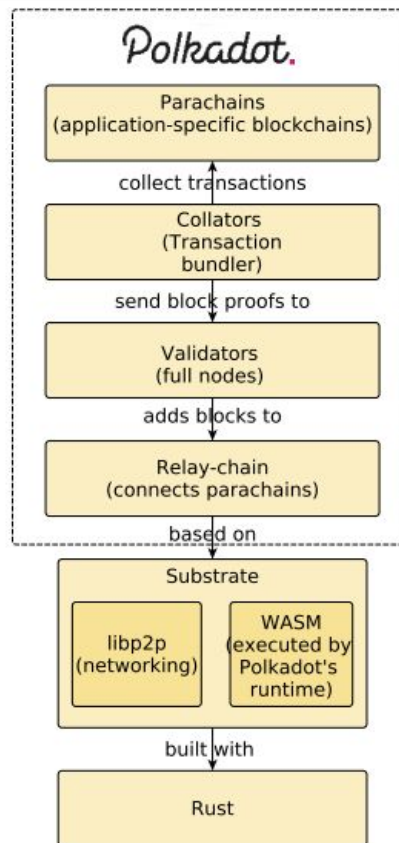 Polkadot.
Parachains
(application-specific blockchains)
collect transactions
Collators
(Transaction
bundler)
send block proofs to
Validators
(full nodes)
adds blocks to
Relay-chain
(connects parachains)
based on
Substrate
libp2p
(networking)
WASM
(executed by
Polkadot's
runtime)
built with
Rust